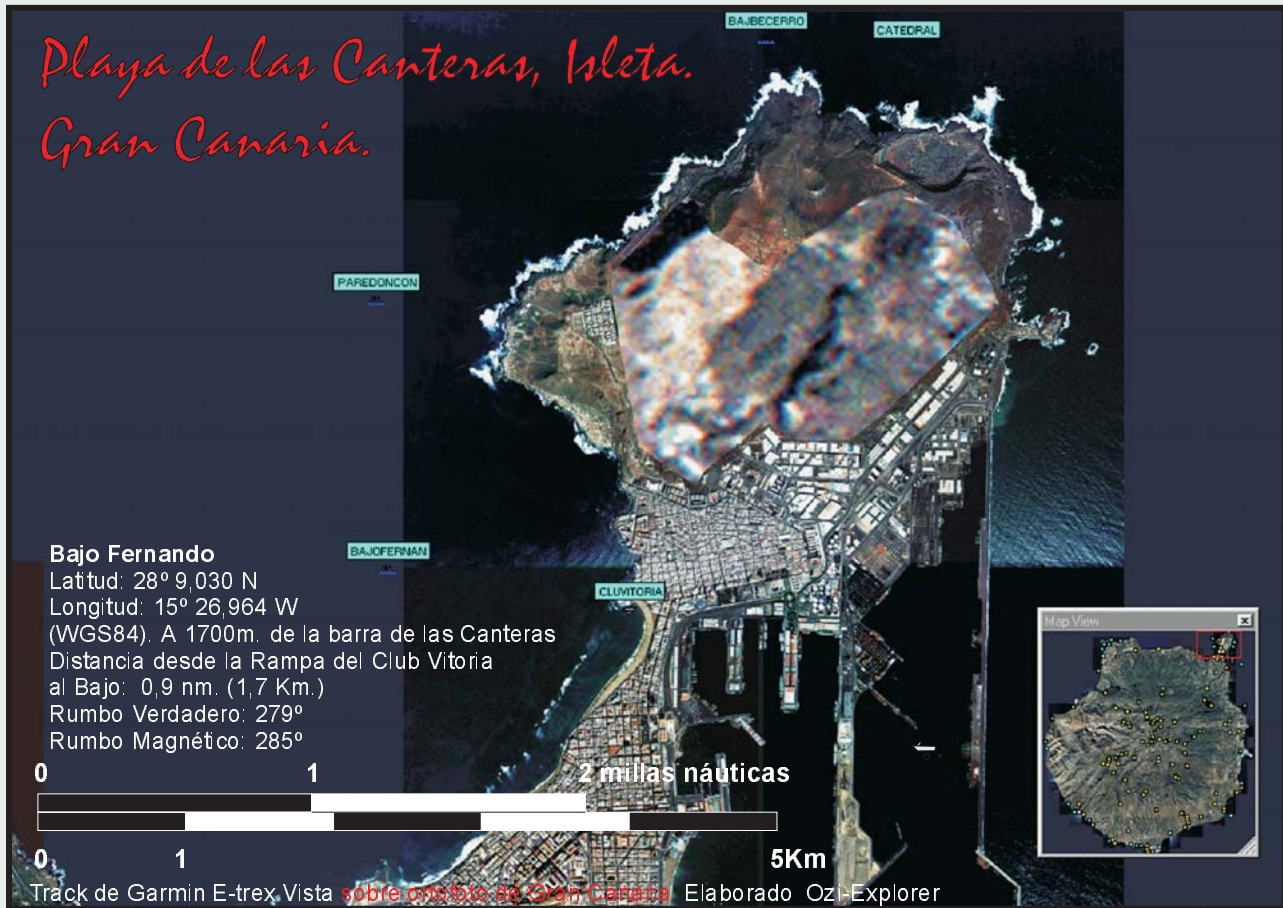 Playa de las Canteras, Isleta.
Gran Canaria.
BAJBECERRO
CATEDRAL
PAREDONCON
BAJOFERNAN
CLUVITORIA
Bajo Fernando
Latitud: 28º 9,030 N
Longitud: 15º 26,964 W
(WGS84). A 1700m. de la barra de las Canteras
Distancia desde la Rampa del Club Vitoria
al Bajo: 0,9 nm. (1,7 Km.)
Rumbo Verdadero: 279º
Rumbo Magnético: 285º
0 1 2 millas náuticas
0 1 5Km
Map View
Track de Garmin E-trex Vista sobre ortofoto de Gran Canaria Elaborado Ozi-Explorer